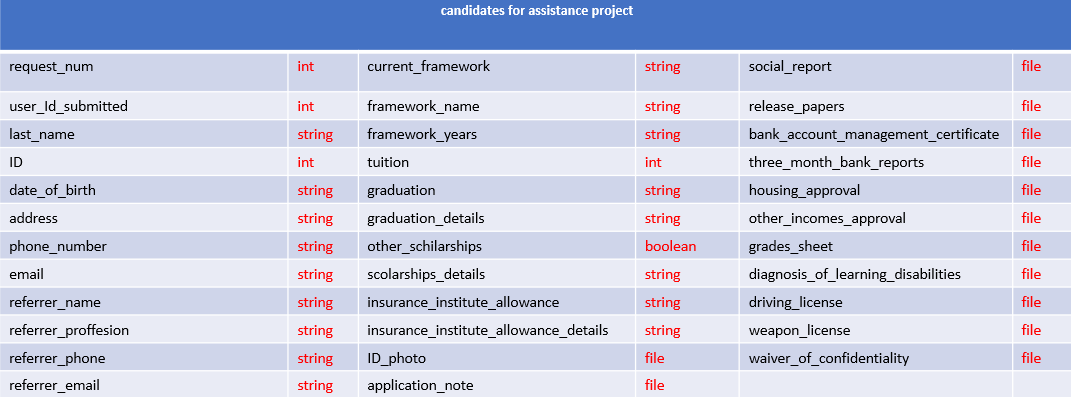 candidates for assistance project
request_num int current_framework string social_report file
user_Id_submitted int framework_name string release_papers file
last_name string framework_years string bank_account_management_certificate file
ID int tuition int three_month_bank_reports file
date_of_birth string graduation string housing_approval file
address string graduation_details string other_incomes_approval file
phone_number string other_schilarships boolean grades_sheet file
email string scolarships_details string diagnosis_of_learning_disabilities file
referrer_name string insurance_institute_allowance string driving_license file
referrer_proffesion string insurance_institute_allowance_details string weapon_license file
referrer_phone string ID_photo file waiver_of_confidentiality file
referrer_email string application_note file